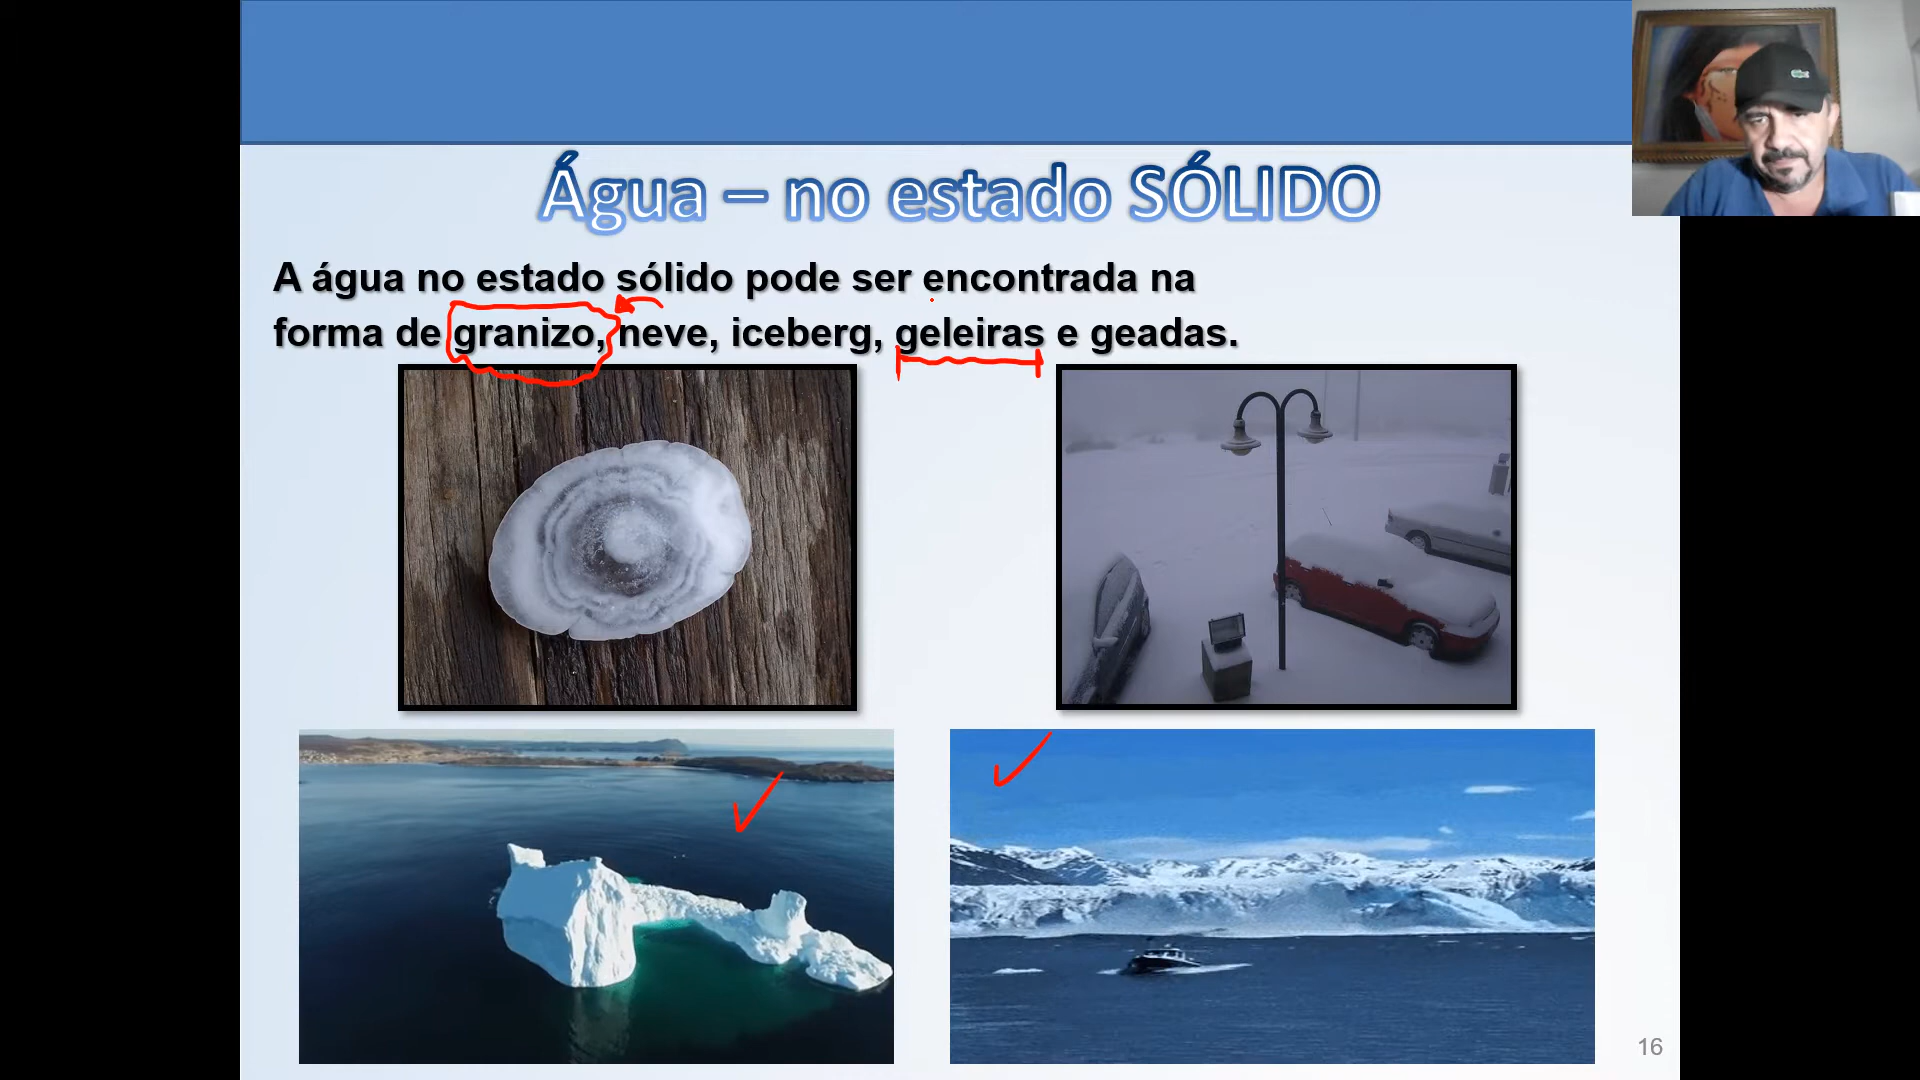 Água – no estado SÓLIDO
A água no estado sólido pode ser encontrada na
forma de granizo, neve, iceberg, geleiras e geadas.
16